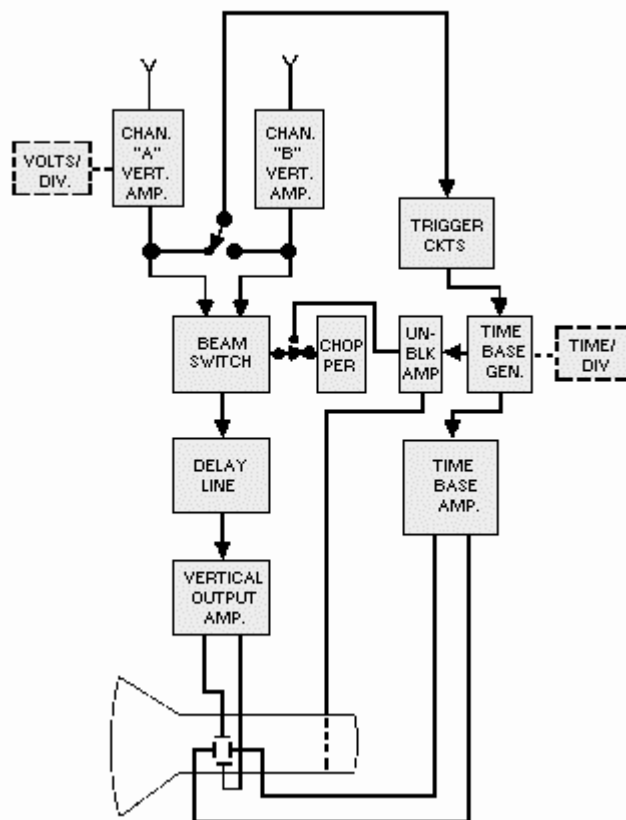 CHAN.
"A"
VERT.
AMP.
CHAN.
"B"
VERT.
AMP.
VOLTS/
DIV.
TRIGGER
CKTS
BEAM
SWITCH
CHOP
PER
UN-
BLK
AMP
TIME
BASE
GEN.
TIME/
DIV
DELAY
LINE
TIME
BASE
AMP.
VERTICAL
OUTPUT
AMP.